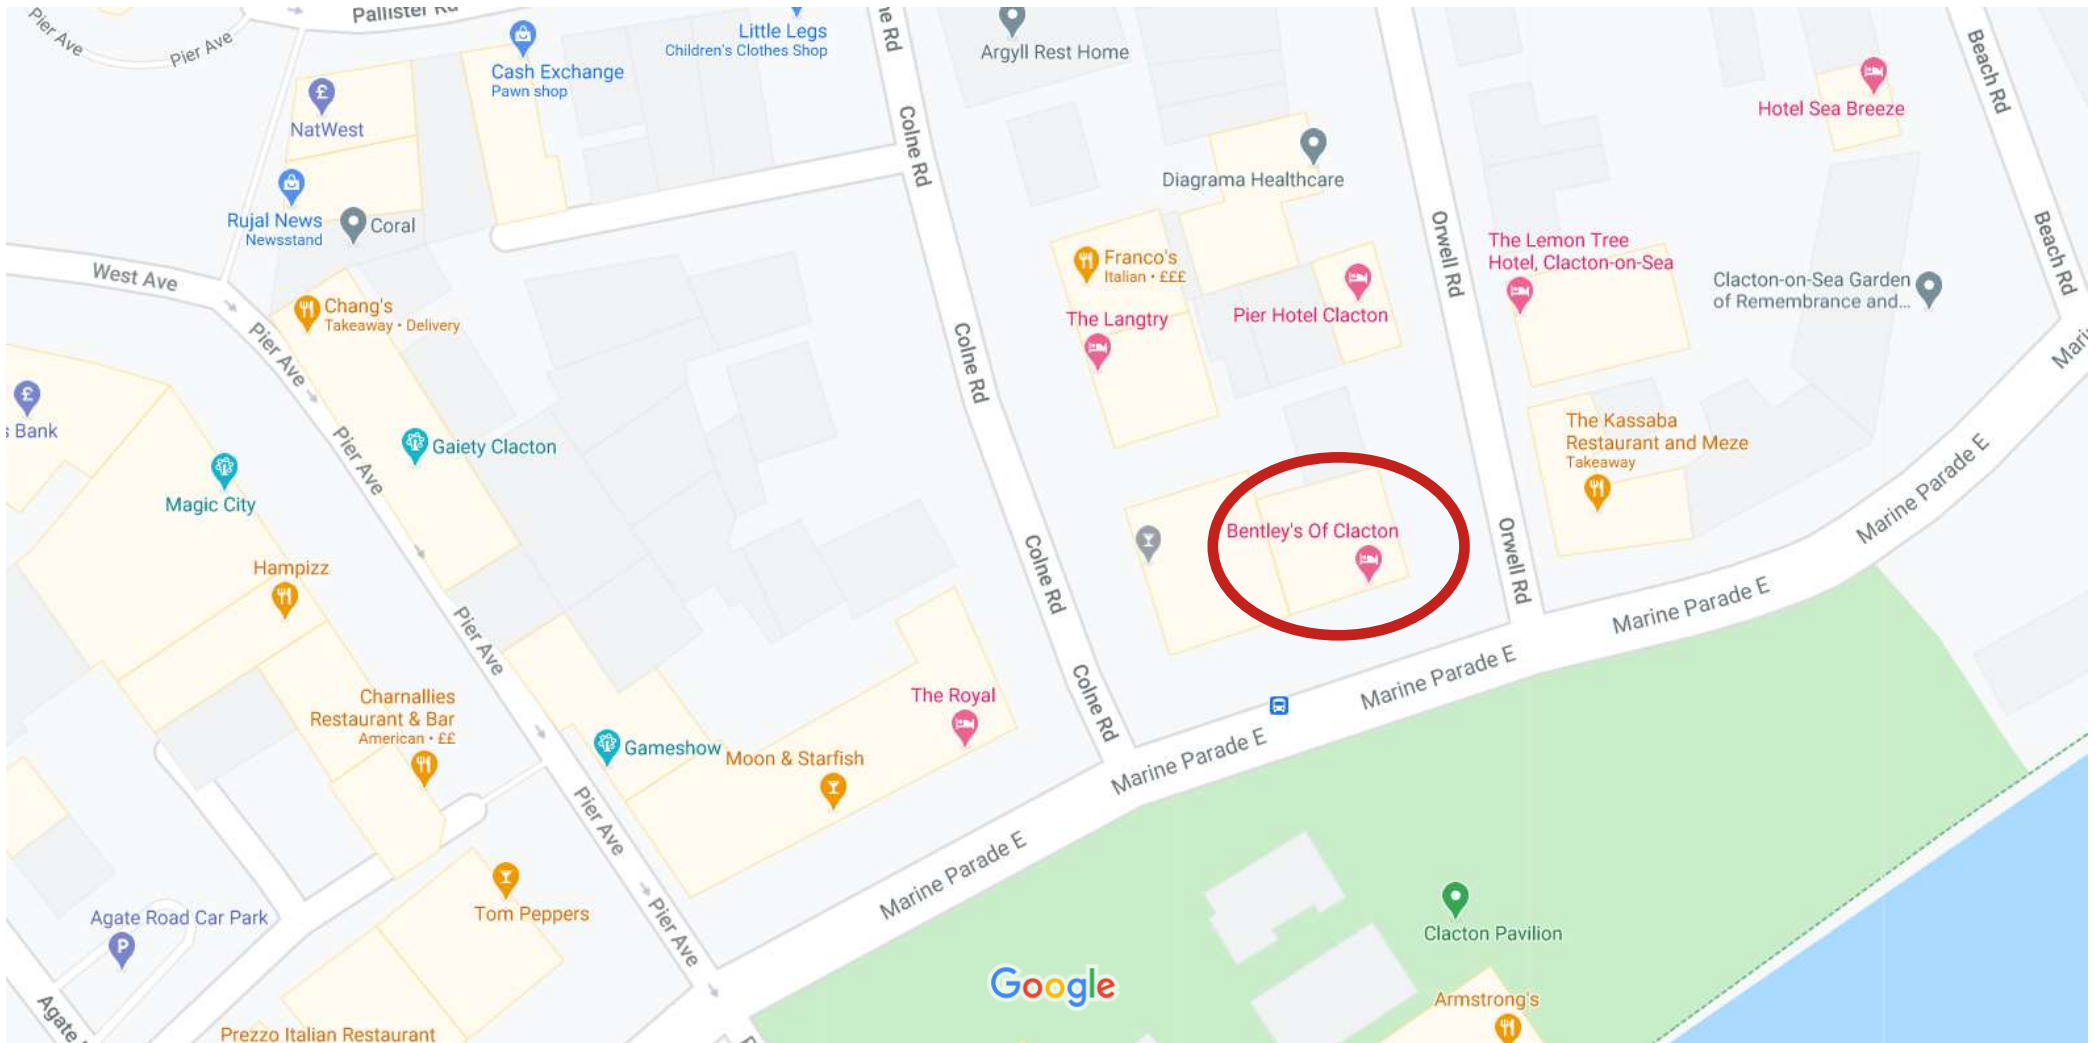 Pier Ave
Pier Ave
Pallister Rd
Cash Exchange
Pawn shop
Little Legs
Children's Clothes Shop
Argyll Rest Home
Beach Rd
Hotel Sea Breeze
NatWest
Colne Rd
Diagrama Healthcare
Rujal News
Newsstand
Coral
Orwell Rd
Beach Rd
West Ave
Franco's
Italian · £££
The Lemon Tree
Hotel, Clacton-on-Sea
Clacton-on-Sea Garden
of Remembrance and...
Chang's
Takeaway · Delivery
The Langtry
Pier Hotel Clacton
Pier Ave
Colne Rd
Bank
Gaiety Clacton
Pier Ave
The Kassaba
Restaurant and Meze
Takeaway
Magic City
Bentley's Of Clacton
Marine Parade E
Hampizz
Colne Rd
Orwell Rd
Pier Ave
Marine Parade E
Charnallies
Restaurant & Bar
American · ££
The Royal
Colne Rd
Marine Parade E
Gameshow
Moon & Starfish
Marine Parade E
Pier Ave
Marine Parade E
Agate Road Car Park
Tom Peppers
Pier Ave
Clacton Pavilion
Google
Armstrong's
Agate
Prezzo Italian Restaurant